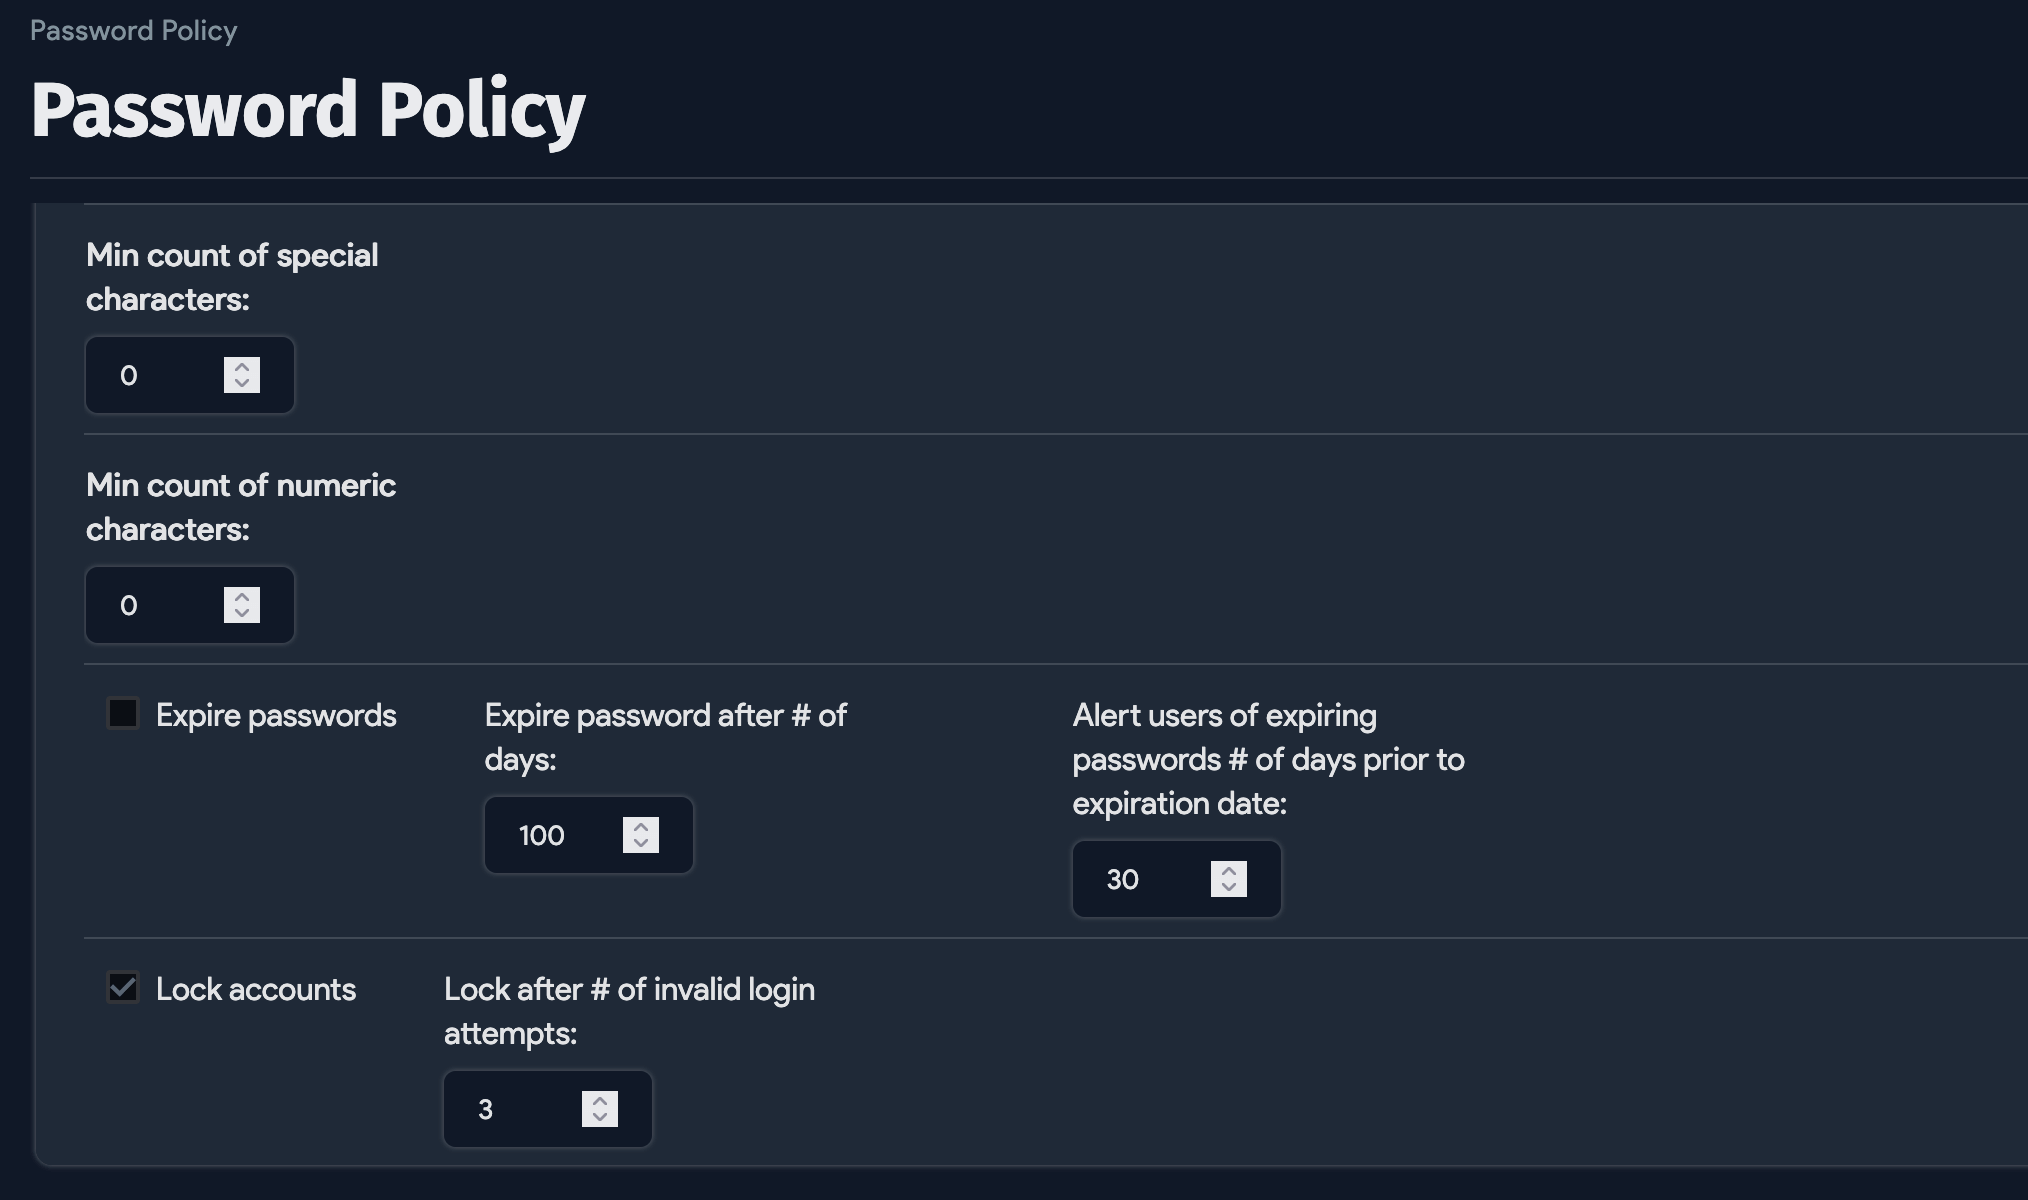 Password Policy
Password Policy
Min count of special
characters:
0
Min count of numeric
characters:
0
Expire passwords
Expire password after # of
days:
100
Alert users of expiring
passwords # of days prior to
expiration date:
30
Lock accounts
Lock after # of invalid login
attempts:
3